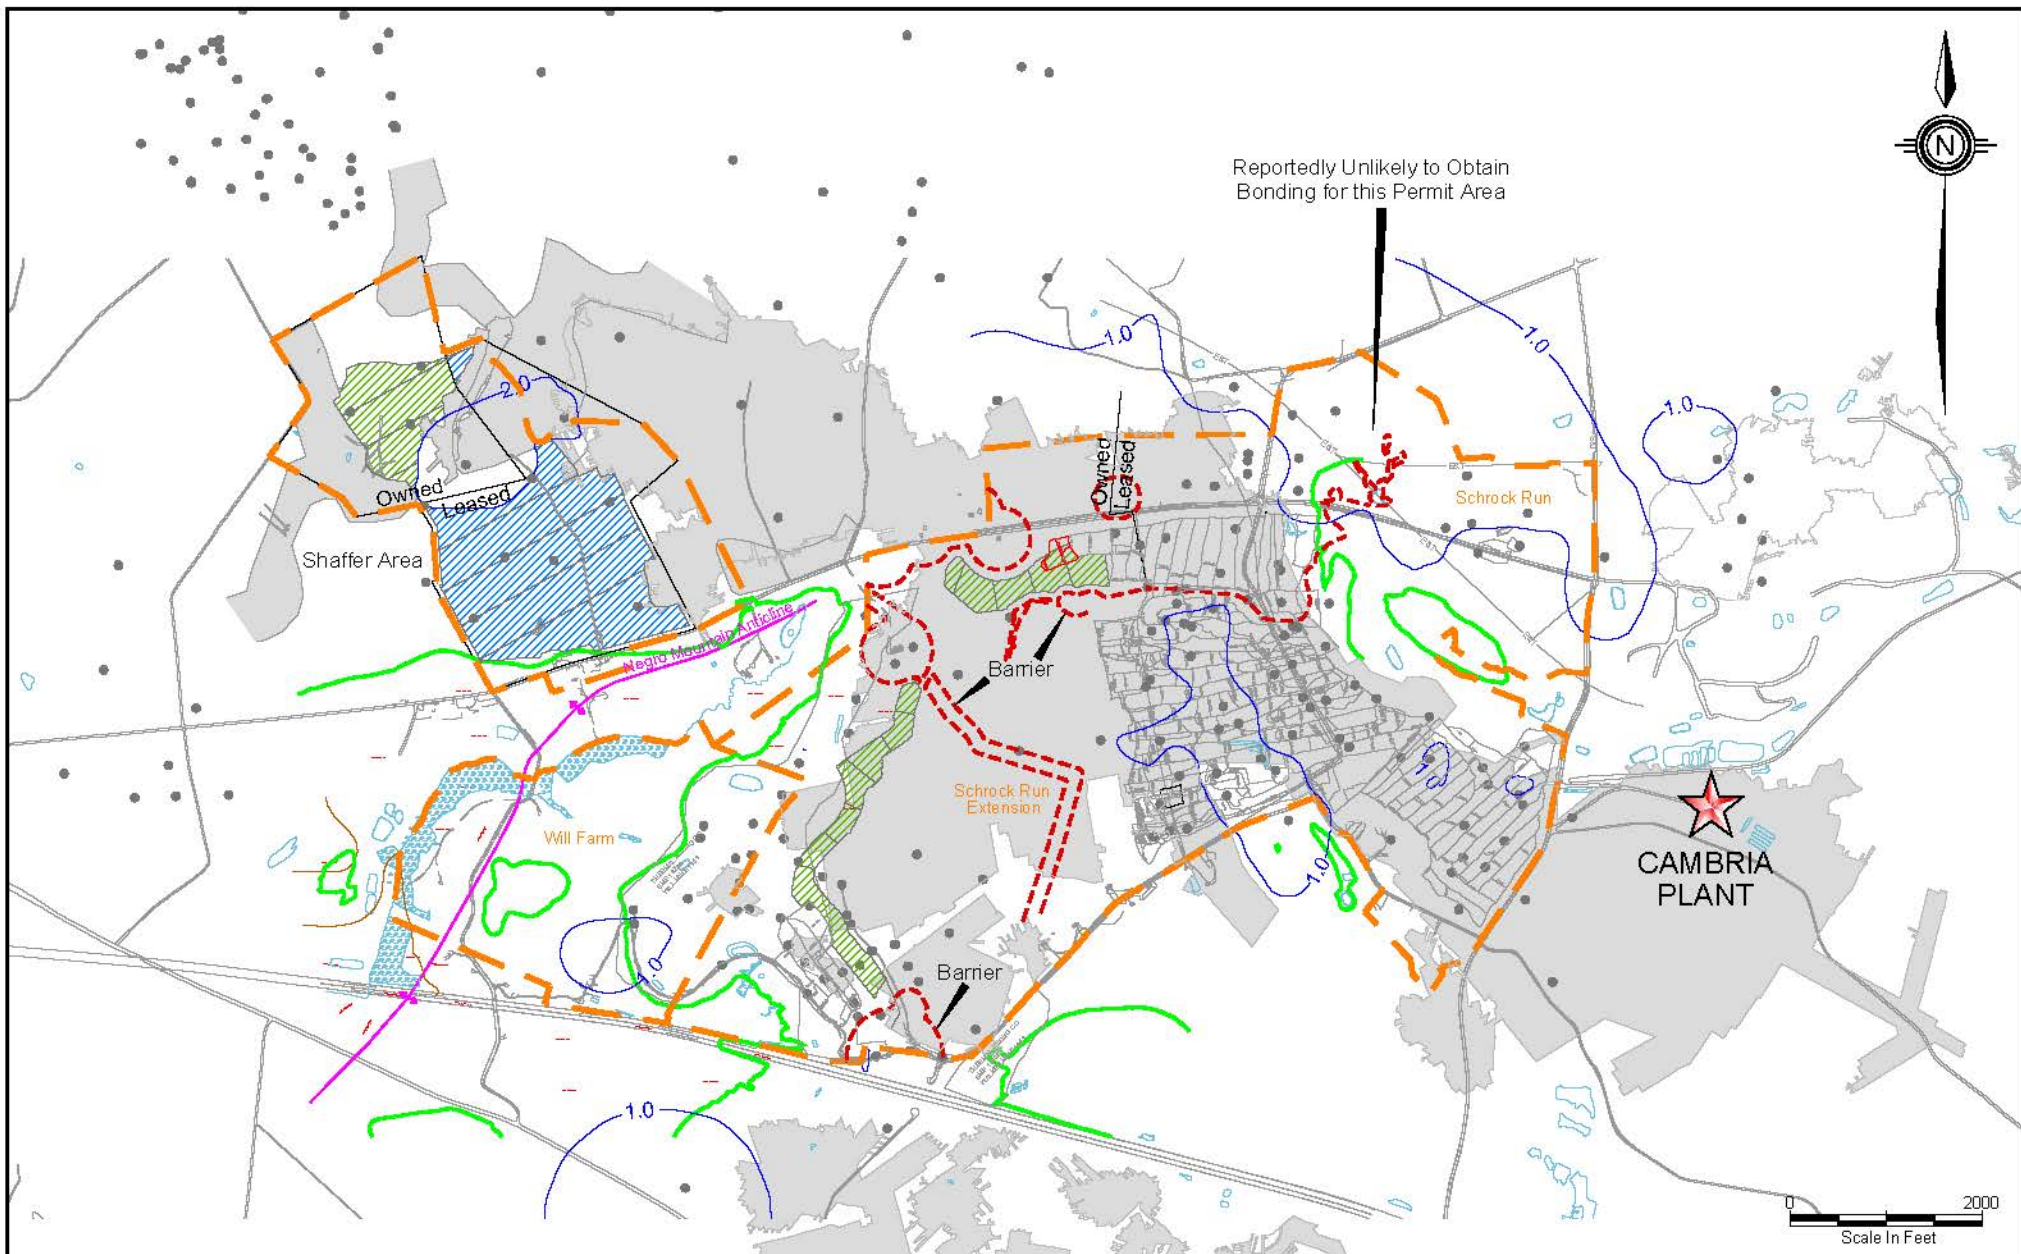 N
Reportedly Unlikely to Obtain
Bonding for this Permit Area
1.0
1.0
2.0
1.0
Owned
Leased
Owned
Leased
Schrock Run
Shaffer Area
Negro Mountain Anticline
Barrier
Schrock Run
Extension
1.0
Will Farm
CAMBRIA
PLANT
1.0
1.0
Barrier
1.0
0 2000
Scale In Feet